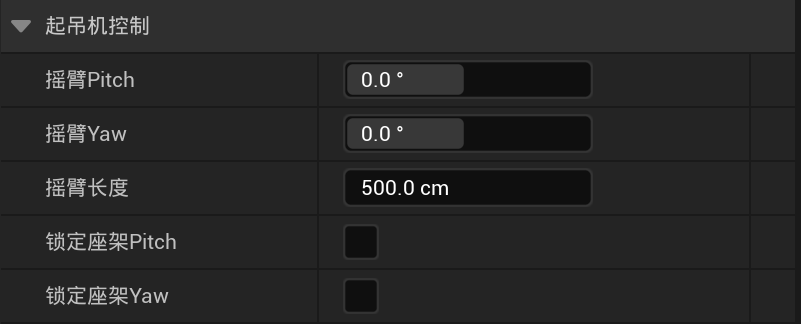 起吊机控制
摇臂Pitch
0.0 °
摇臂Yaw
0.0 °
摇臂长度
500.0 cm
锁定座架Pitch
锁定座架Yaw